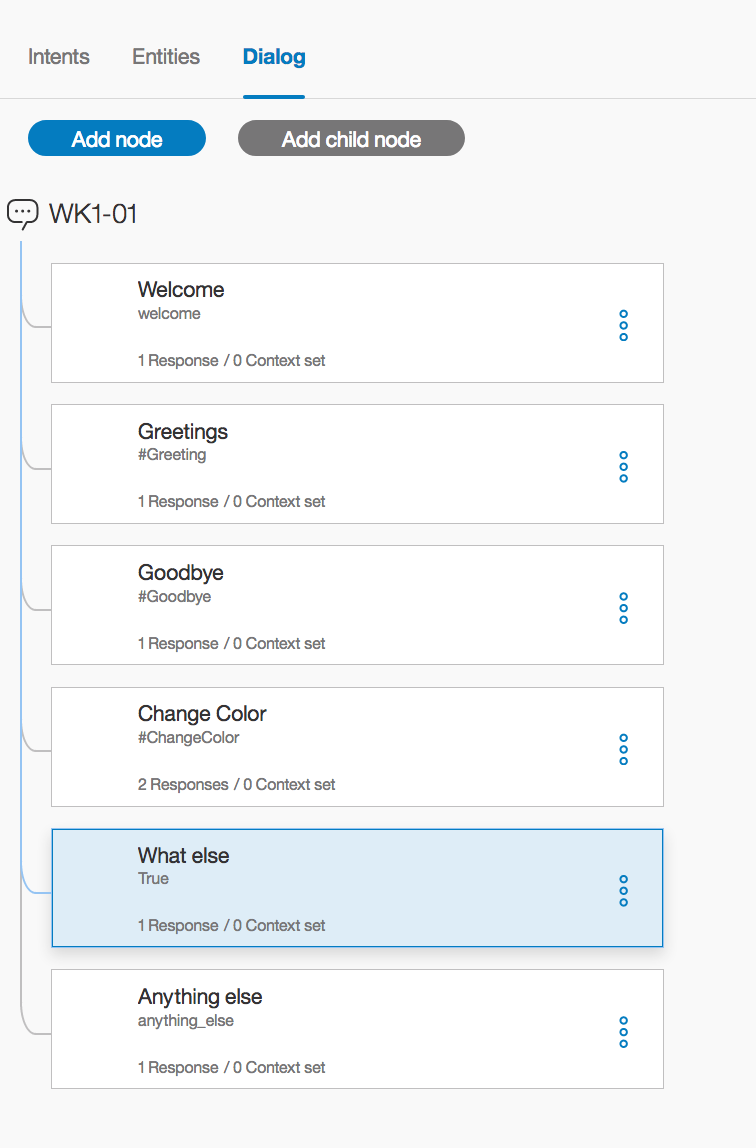 Intents Entities Dialog
Add node Add child node
WK1-01
Welcome
welcome
1 Response / 0 Context set
Greetings
#Greeting
1 Response / 0 Context set
Goodbye
#Goodbye
1 Response / 0 Context set
Change Color
#ChangeColor
2 Responses / 0 Context set
What else
True
1 Response / 0 Context set
Anything else
anything_else
1 Response / 0 Context set